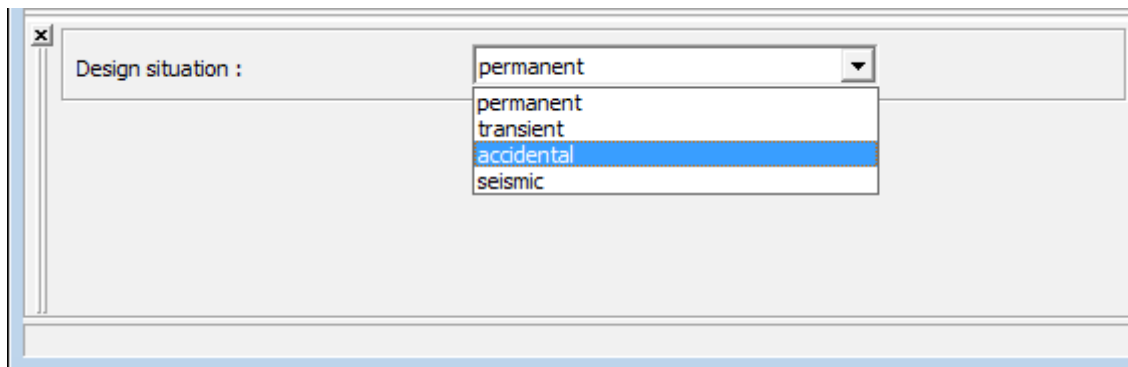 Design situation : permanent
permanent
transient
accidental
seismic